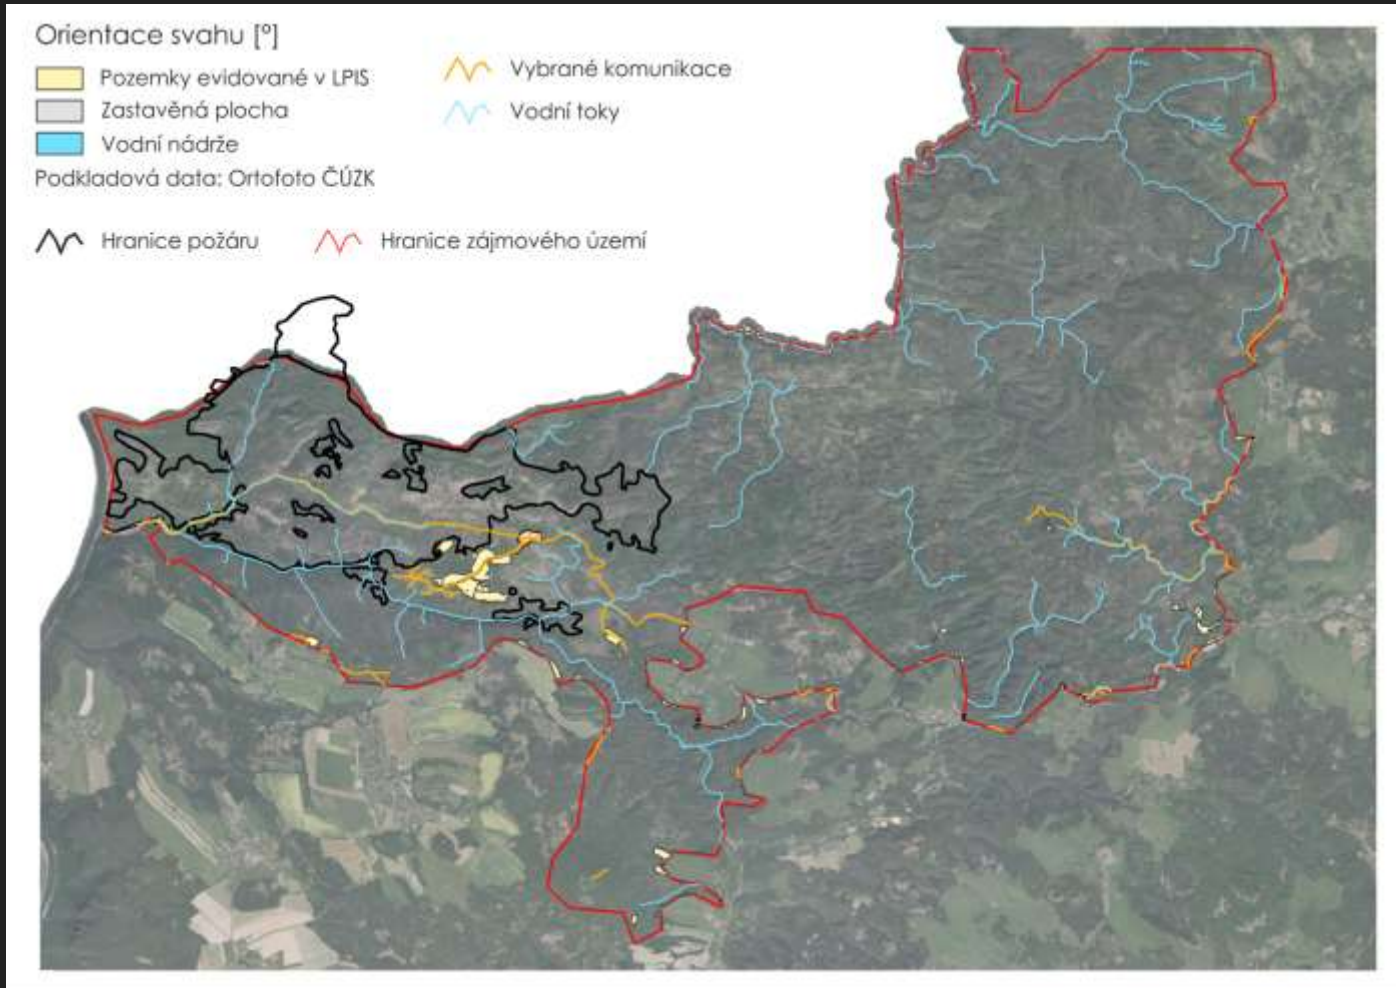 Orientace svahu [°]
Pozemky evidované v LPIS
Zastavěná plocha
Vodní nádrže
Podkladová data: Ortofoto ČÚZK
Vybrané komunikace
Vodní toky
Hranice požáru
Hranice zájmového území